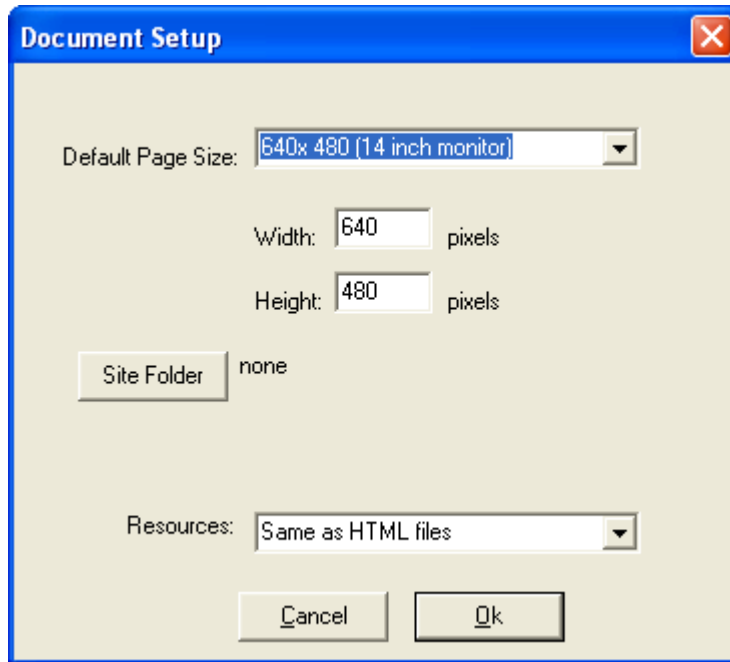 Document Setup
Default Page Size: 640x 480 (14 inch monitor)
Width: 640 pixels
Height: 480 pixels
Site Folder none
Resources: Same as HTML files
Cancel Ok